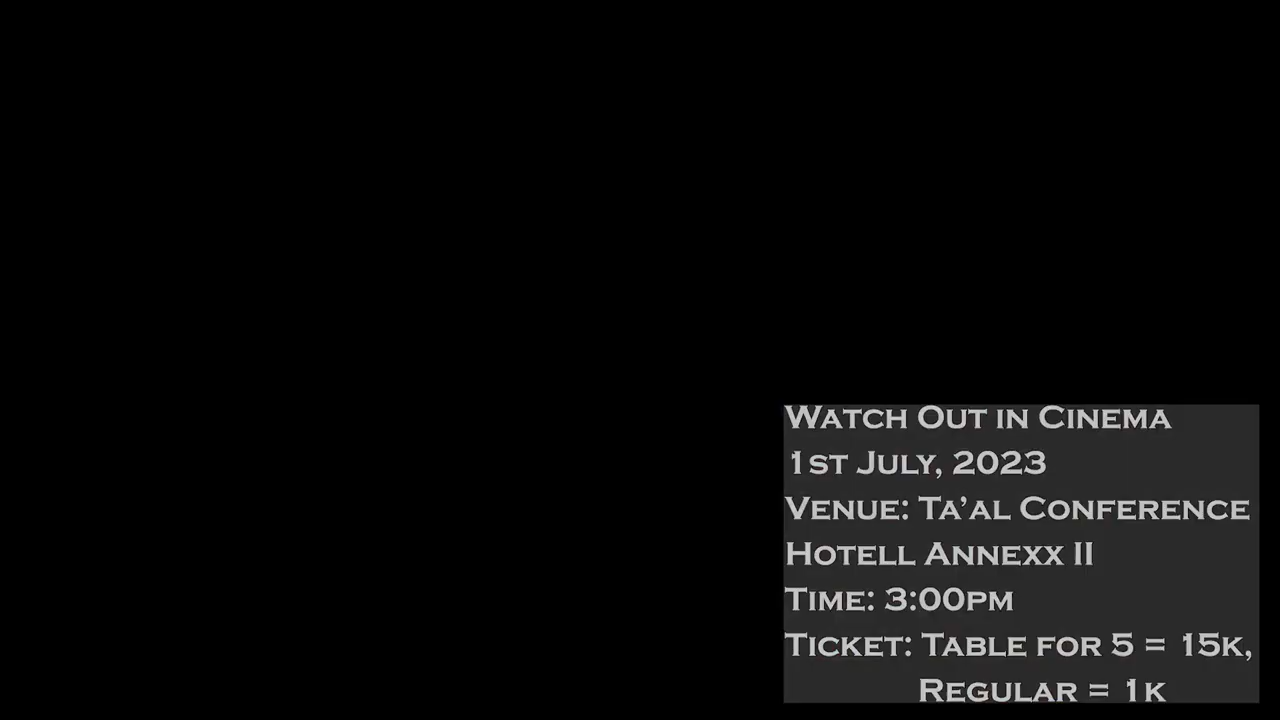 Watch Out in Cinema
1st July, 2023
Venue: Ta’al Conference
Hotell Annexx II
Time: 3:00pm
Ticket: Table for 5 = 15k,
Regular = 1k